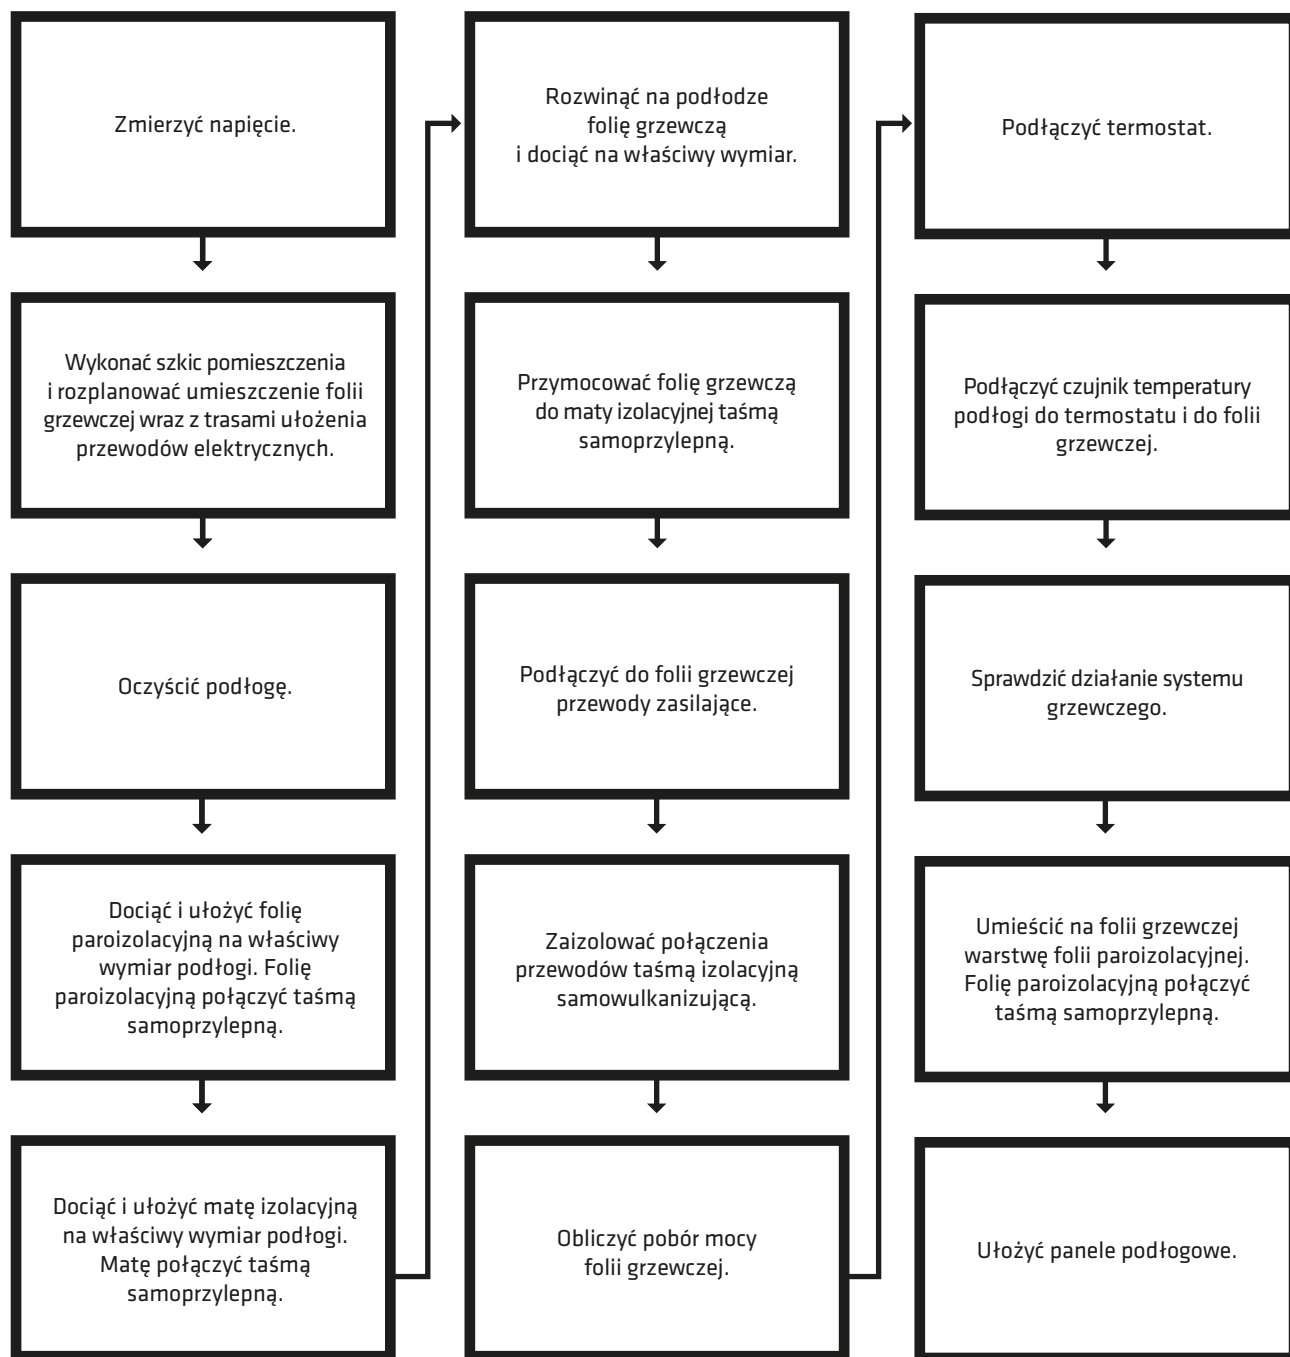 Zmierzyć napięcie.
Wykonać szkic pomieszczenia
i rozplanować umieszczenie folii
grzewczej wraz z trasami ułożenia
przewodów elektrycznych.
Oczyścić podłogę.
Dociąć i ułożyć folię
paroizolacyjną na właściwy
wymiar podłogi. Folię
paroizolacyjną połączyć taśmą
samoprzylepną.
Dociąć i ułożyć matę izolacyjną
na właściwy wymiar podłogi.
Matę połączyć taśmą
samoprzylepną.
Rozwinąć na podłodze
folię grzewczą
i dociąć na właściwy wymiar.
Przymocować folię grzewczą
do maty izolacyjnej taśmą
samoprzylepną.
Podłączyć do folii grzewczej
przewody zasilające.
Zaizolować połączenia
przewodów taśmą izolacyjną
samowulkanizującą.
Obliczyć pobór mocy
folii grzewczej.
Podłączyć termostat.
Podłączyć czujnik temperatury
podłogi do termostatu i do folii
grzewczej.
Sprawdzić działanie systemu
grzewczego.
Umieścić na folii grzewczej
warstwę folii paroizolacyjnej.
Folię paroizolacyjną połączyć
taśmą samoprzylepną.
Ułożyć panele podłogowe.